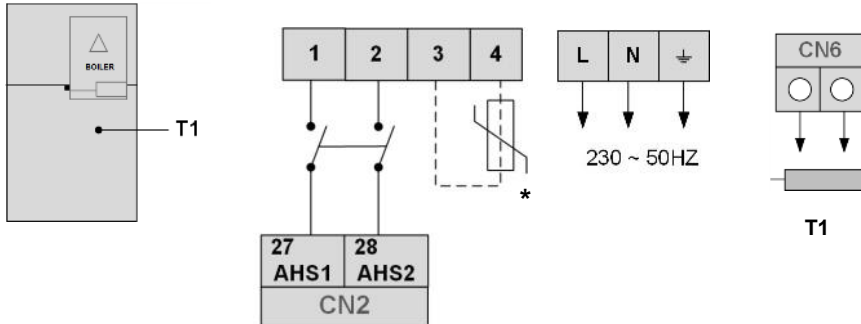 BOILER
T1
1 2 3 4
*
27 28
AHS1 AHS2
CN2
L N ⏚
230 ~ 50HZ
CN6
T1